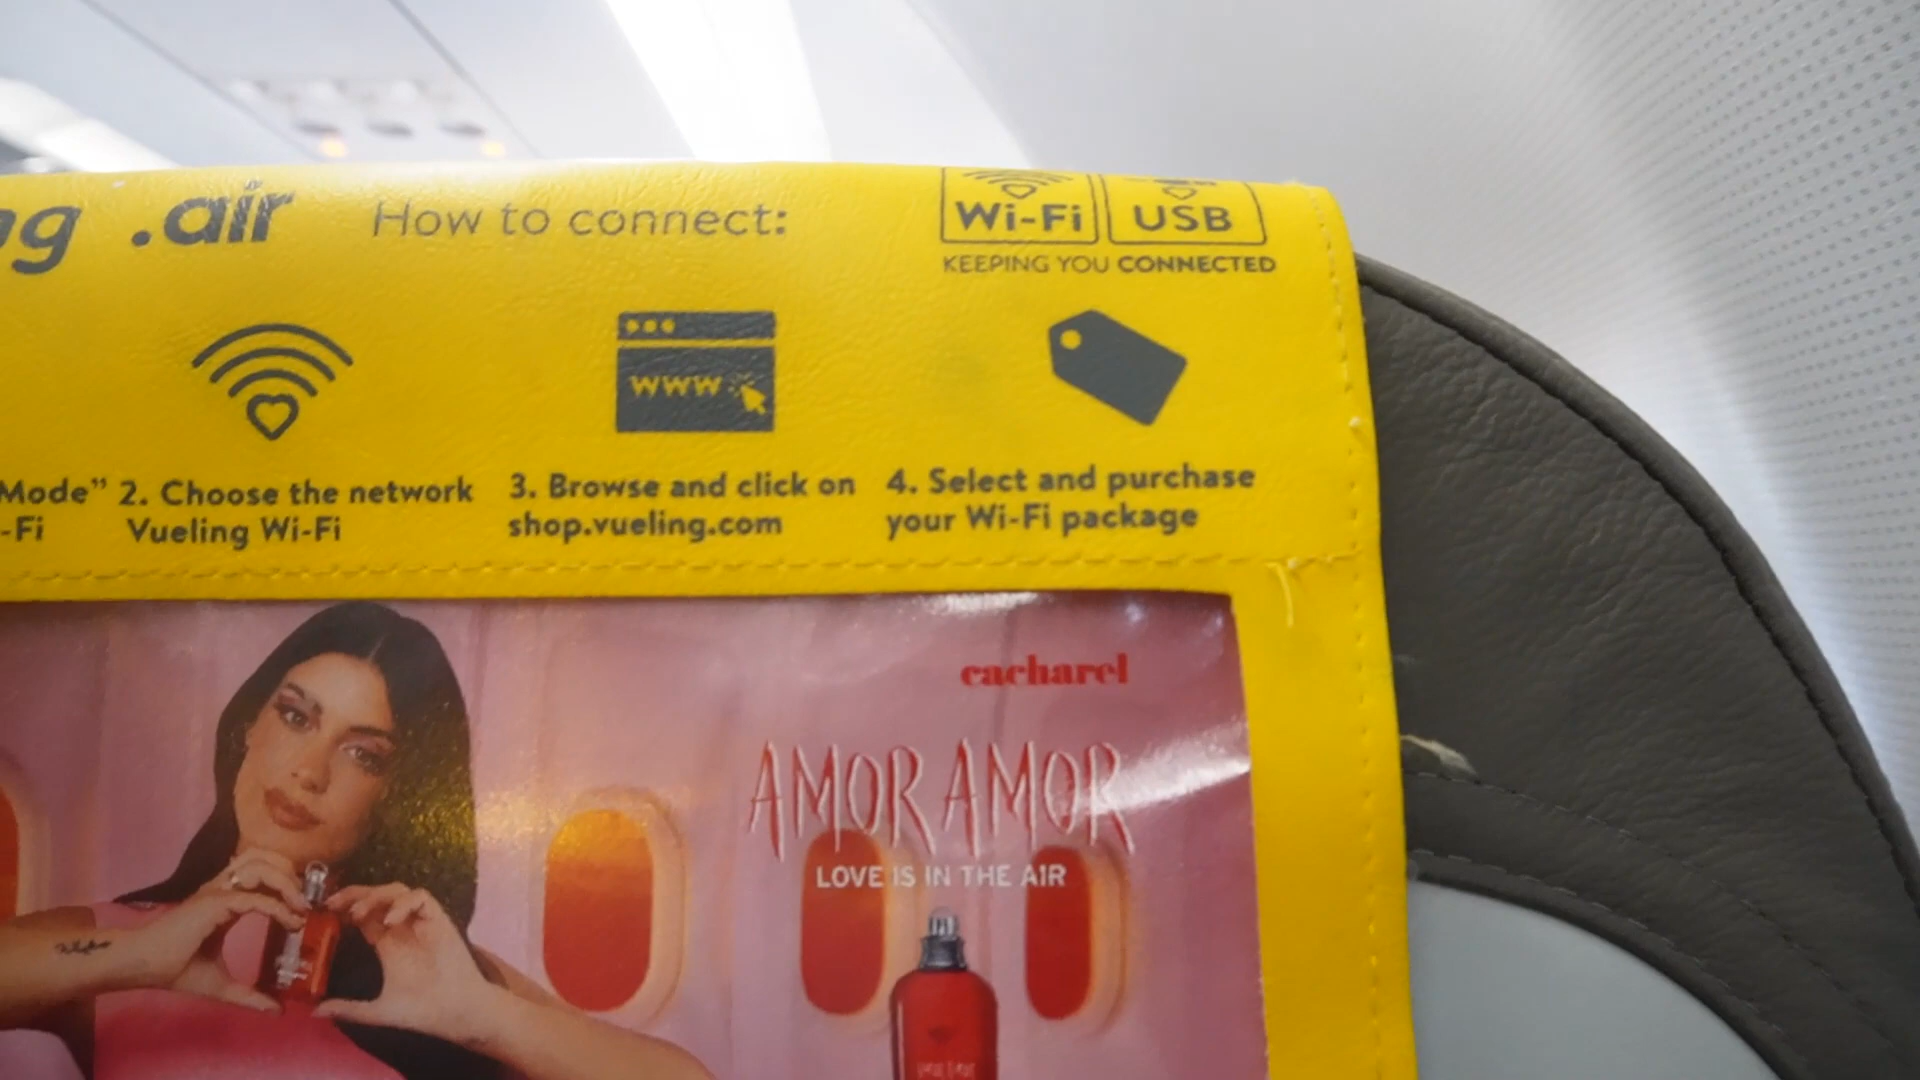 .air How to connect:
Wi-Fi USB
KEEPING YOU CONNECTED
www
Mode" 2. Choose the network
Vueling Wi-Fi
-Fi
3. Browse and click on
shop.vueling.com
4. Select and purchase
your Wi-Fi package
cacharel
AMOR AMOR
LOVE IS IN THE AIR